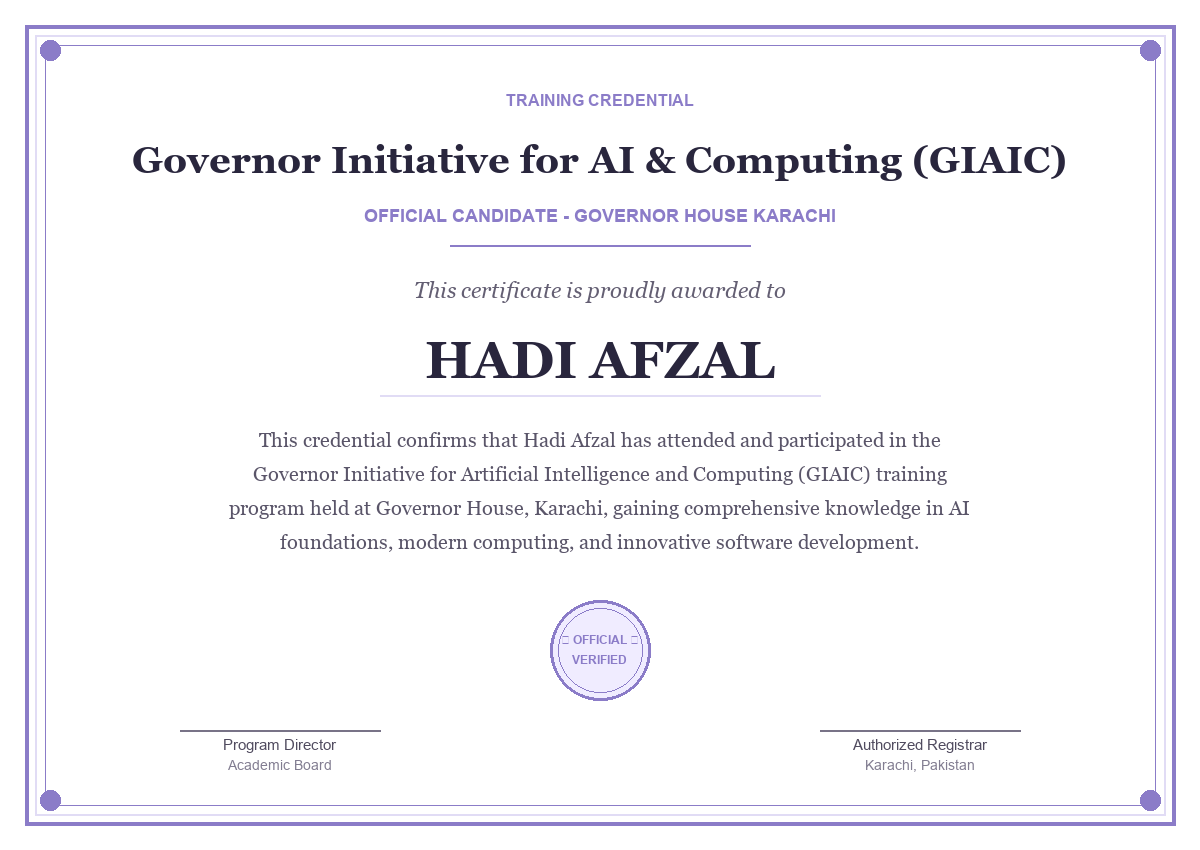 TRAINING CREDENTIAL
Governor Initiative for AI & Computing (GIAIC)
OFFICIAL CANDIDATE - GOVERNOR HOUSE KARACHI
This certificate is proudly awarded to
HADI AFZAL
This credential confirms that Hadi Afzal has attended and participated in the
Governor Initiative for Artificial Intelligence and Computing (GIAIC) training
program held at Governor House, Karachi, gaining comprehensive knowledge in AI
foundations, modern computing, and innovative software development.
□ OFFICIAL □
VERIFIED
Program Director
Academic Board
Authorized Registrar
Karachi, Pakistan